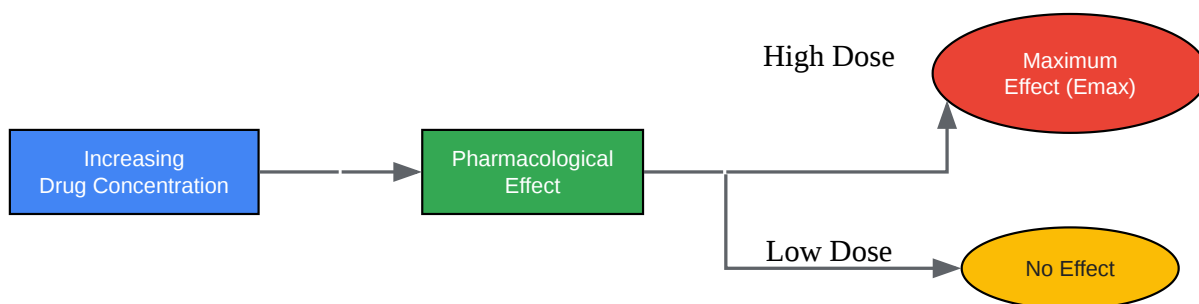 Increasing
Drug Concentration
Pharmacological
Effect
High Dose
Maximum
Effect (Emax)
Low Dose
No Effect